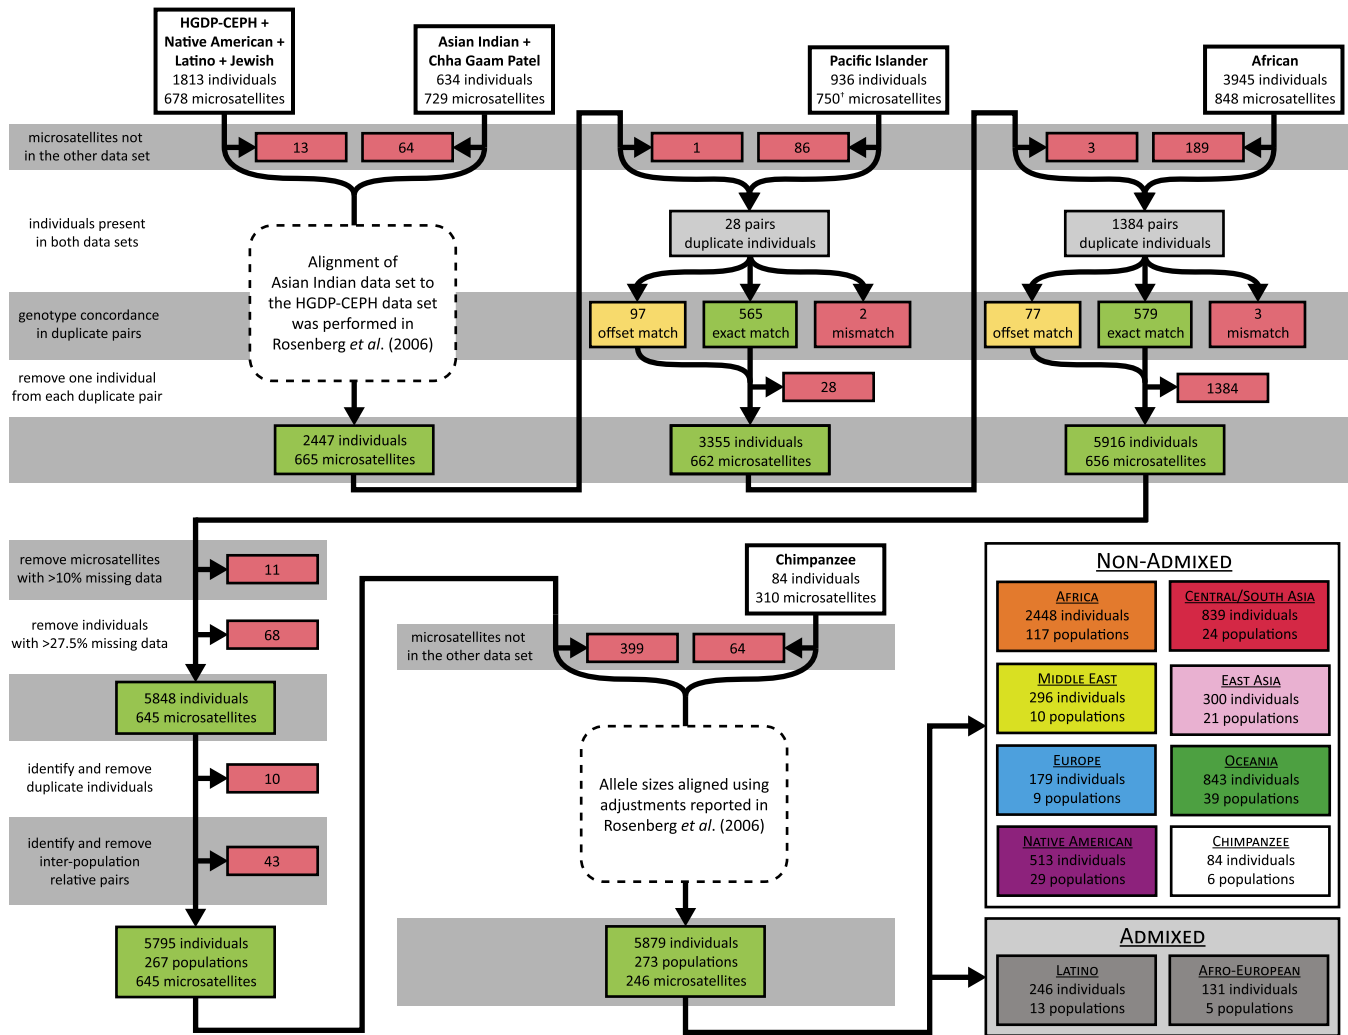 HGDP-CEPH +
Native American +
Latino + Jewish
1813 individuals
678 microsatellites
Asian Indian +
Chha Gaam Patel
634 individuals
729 microsatellites
Pacific Islander
936 individuals
750† microsatellites
African
3945 individuals
848 microsatellites
microsatellites not
in the other data set
13
64
1
86
3
189
individuals present
in both data sets
Alignment of
Asian Indian data set to
the HGDP-CEPH data set
was performed in
Rosenberg et al. (2006)
28 pairs
duplicate individuals
1384 pairs
duplicate individuals
genotype concordance
in duplicate pairs
97
offset match
565
exact match
2
mismatch
77
offset match
579
exact match
3
mismatch
remove one individual
from each duplicate pair
28
1384
2447 individuals
665 microsatellites
3355 individuals
662 microsatellites
5916 individuals
656 microsatellites
remove microsatellites
with >10% missing data
11
remove individuals
with >27.5% missing data
68
5848 individuals
645 microsatellites
identify and remove
duplicate individuals
10
identify and remove
inter-population
relative pairs
43
5795 individuals
267 populations
645 microsatellites
Chimpanzee
84 individuals
310 microsatellites
microsatellites not
in the other data set
399
64
Allele sizes aligned using
adjustments reported in
Rosenberg et al. (2006)
5879 individuals
273 populations
246 microsatellites
NON-ADMIXED
AFRICA
2448 individuals
117 populations
CENTRAL/SOUTH ASIA
839 individuals
24 populations
MIDDLE EAST
296 individuals
10 populations
EAST ASIA
300 individuals
21 populations
EUROPE
179 individuals
9 populations
OCEANIA
843 individuals
39 populations
NATIVE AMERICAN
513 individuals
29 populations
CHIMPANZEE
84 individuals
6 populations
ADMIXED
LATINO
246 individuals
13 populations
AFRO-EUROPEAN
131 individuals
5 populations